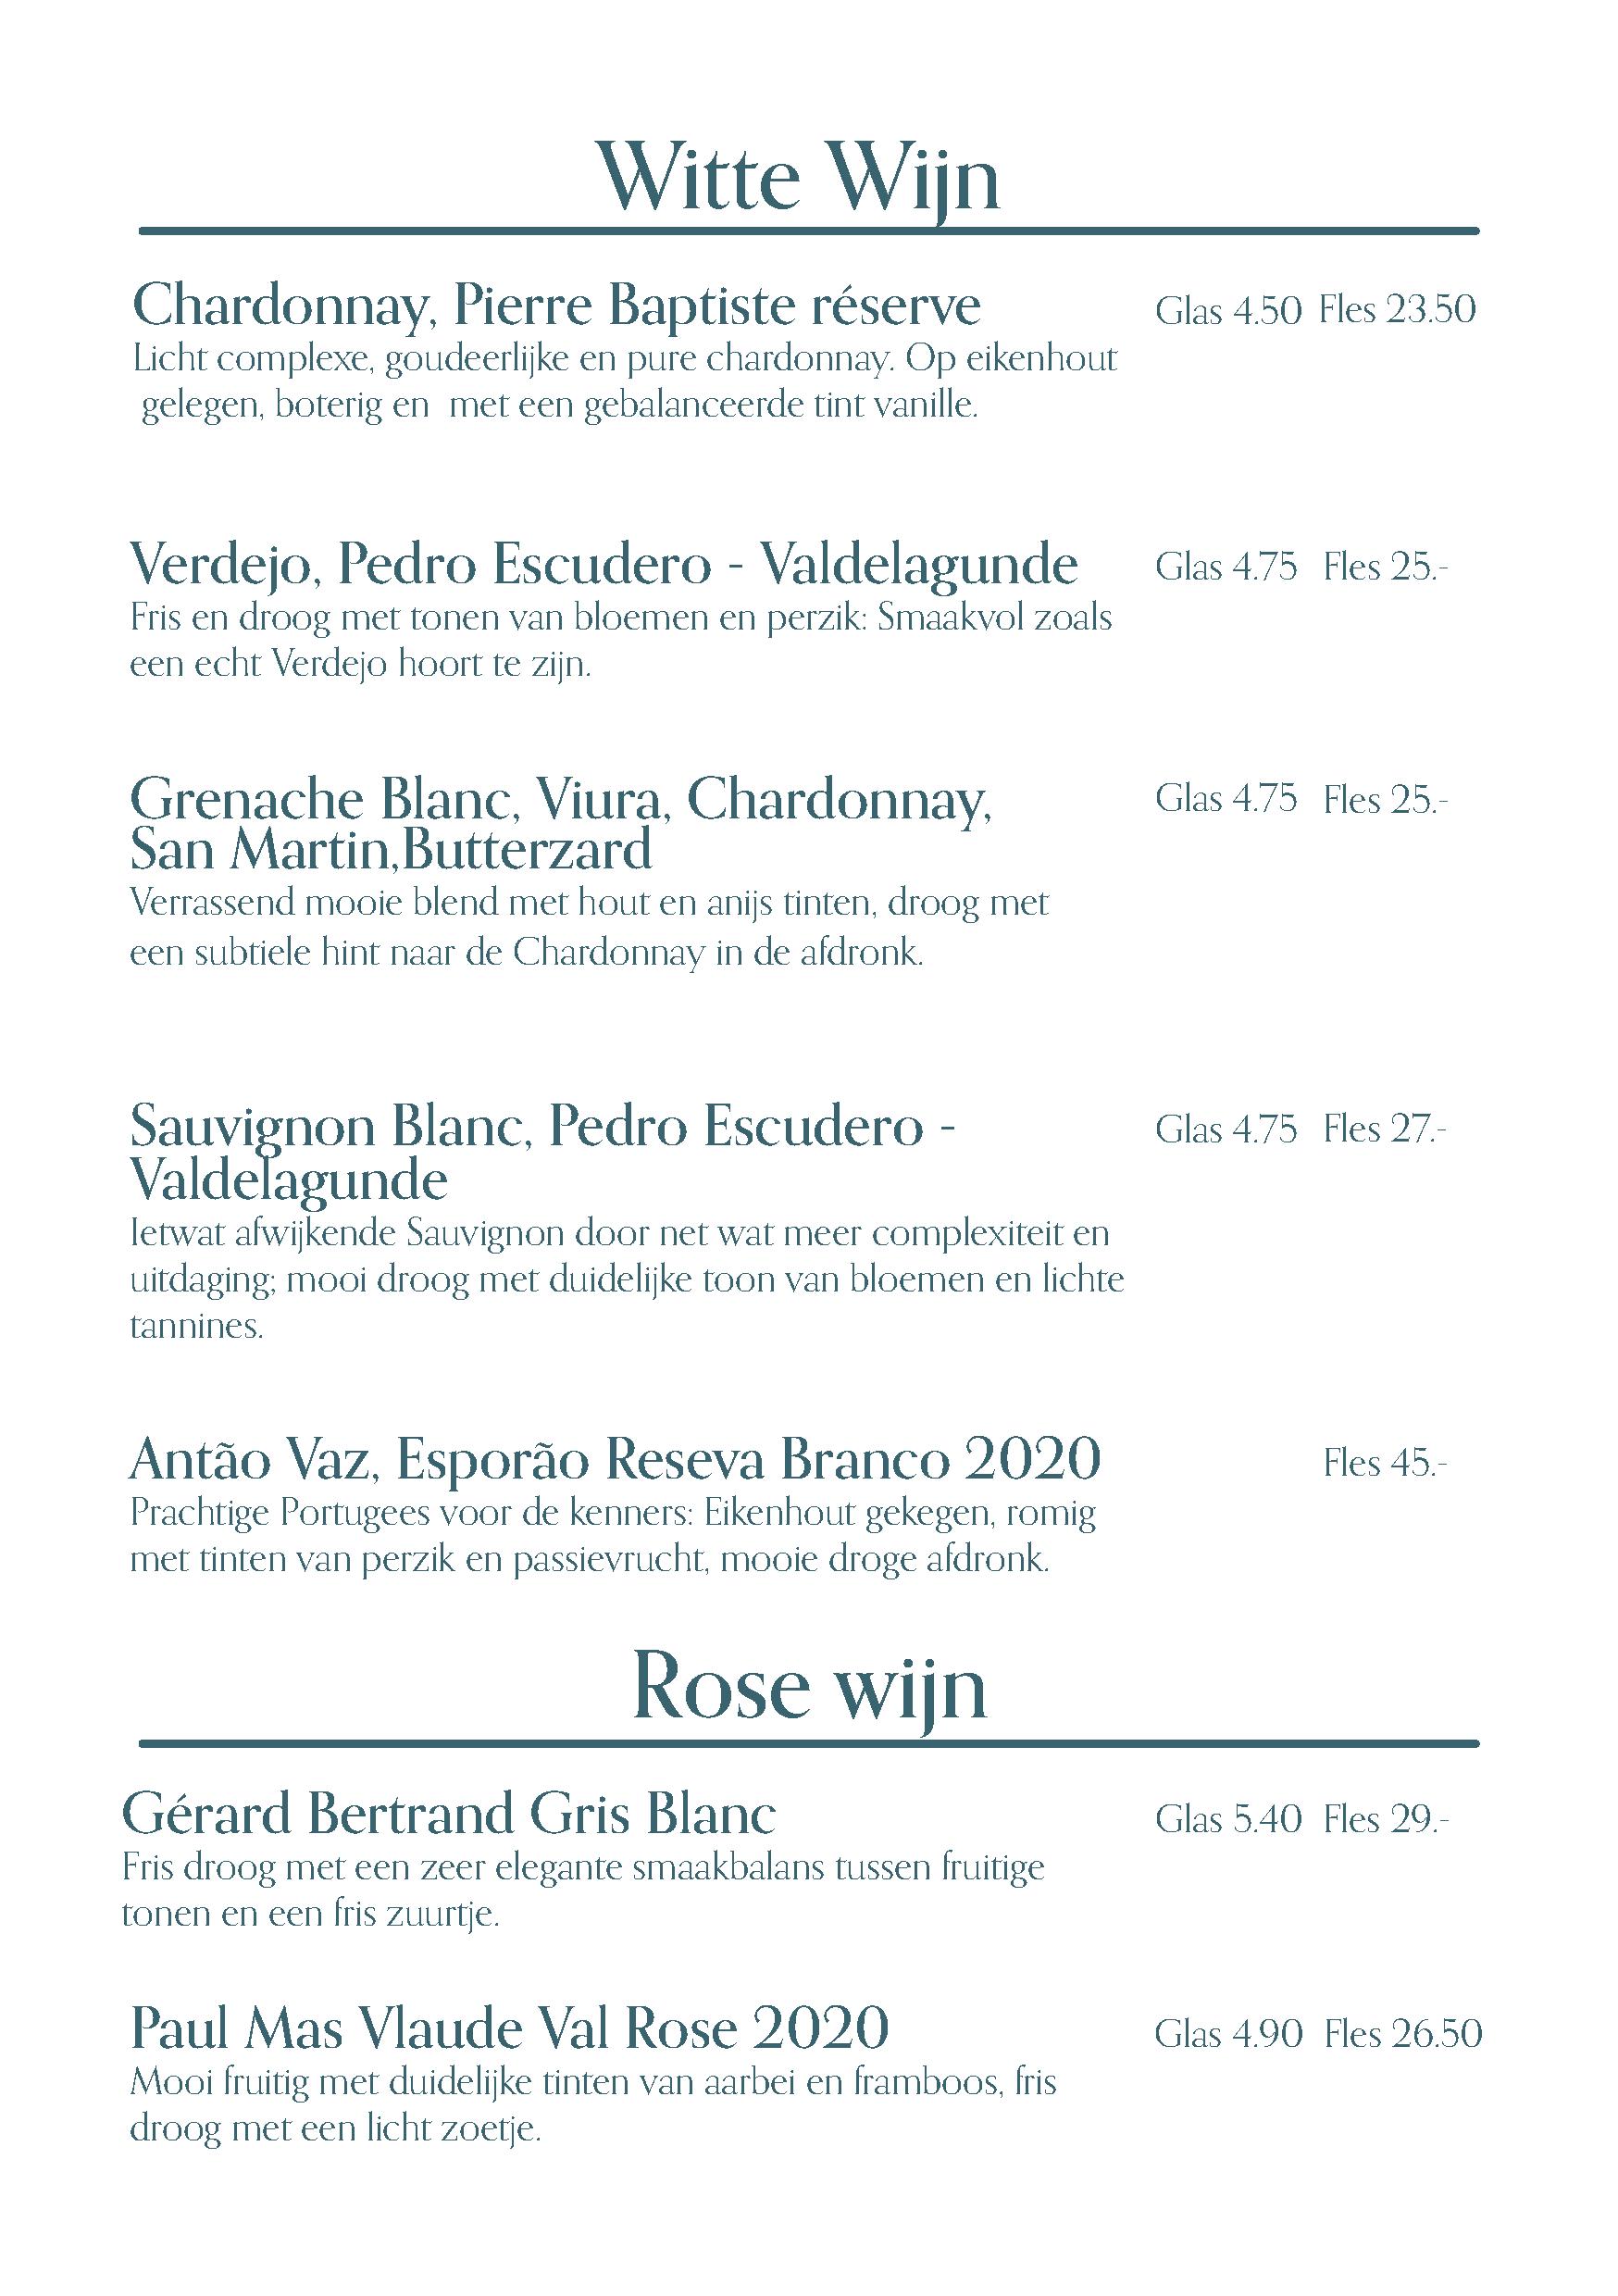 Witte Wijn
Chardonnay, Pierre Baptiste réserve Glas 4.50 Fles 23.50
Licht complexe, goudeerlijke en pure chardonnay. Op eikenhout
gelegen, boterig en met een gebalanceerde tint vanille.
Verdejo, Pedro Escudero - Valdelagunde Glas 4.75 Fles 25.-
Fris en droog met tonen van bloemen en perzik: Smaakvol zoals
een echt Verdejo hoort te zijn.
Grenache Blanc, Viura, Chardonnay, Glas 4.75 Fles 25.-
San Martin,Butterzard
Verrassend mooie blend met hout en anijs tinten, droog met
een subtiele hint naar de Chardonnay in de afdronk.
Sauvignon Blanc, Pedro Escudero - Glas 4.75 Fles 27.-
Valdelagunde
Ietwat afwijkende Sauvignon door net wat meer complexiteit en
uitdaging; mooi droog met duidelijke toon van bloemen en lichte
tannines.
Antão Vaz, Esporão Reseva Branco 2020 Fles 45.-
Prachtige Portugees voor de kenners: Eikenhout gekegen, romig
met tinten van perzik en passievrucht, mooie droge afdronk.
Rose wijn
Gérard Bertrand Gris Blanc Glas 5.40 Fles 29.-
Fris droog met een zeer elegante smaakbalans tussen fruitige
tonen en een fris zuurtje.
Paul Mas Vlaude Val Rose 2020 Glas 4.90 Fles 26.50
Mooi fruitig met duidelijke tinten van aarbei en framboos, fris
droog met een licht zoetje.